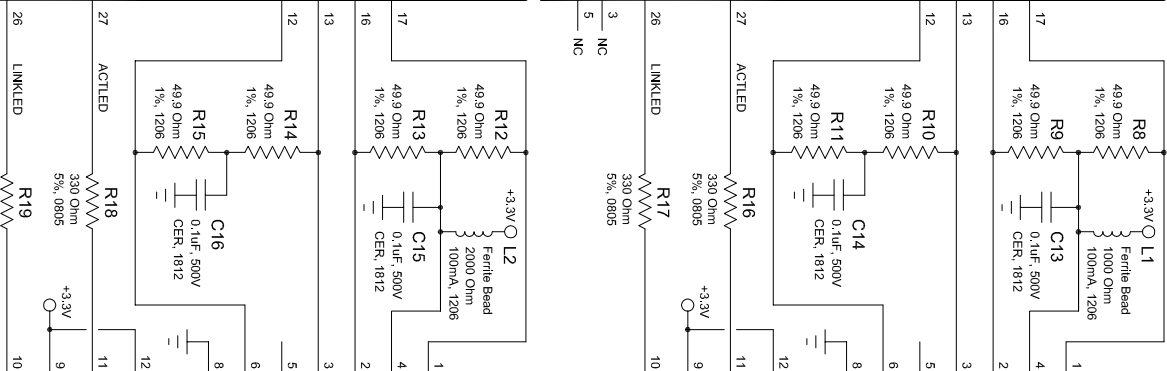 26
LINKLED
R19
27
ACTLED
R18
330 Ohm
5%, 0805
+3.3V
12
R15
49.9 Ohm
1%, 1206
C16
0.1uF, 500V
CER, 1812
R14
49.9 Ohm
1%, 1206
13
16
R13
49.9 Ohm
1%, 1206
C15
0.1uF, 500V
CER, 1812
17
R12
49.9 Ohm
1%, 1206
+3.3V
L2
Ferrite Bead
2000 Ohm
100mA, 1206
10
9
11
12
8
6
5
3
2
4
1
5
NC
3
NC
26
LINKLED
R17
330 Ohm
5%, 0805
27
ACTLED
R16
330 Ohm
5%, 0805
+3.3V
12
R11
49.9 Ohm
1%, 1206
C14
0.1uF, 500V
CER, 1812
R10
49.9 Ohm
1%, 1206
13
16
R9
49.9 Ohm
1%, 1206
C13
0.1uF, 500V
CER, 1812
17
R8
49.9 Ohm
1%, 1206
+3.3V
L1
Ferrite Bead
1000 Ohm
100mA, 1206
10
9
11
12
8
6
5
3
2
4
1